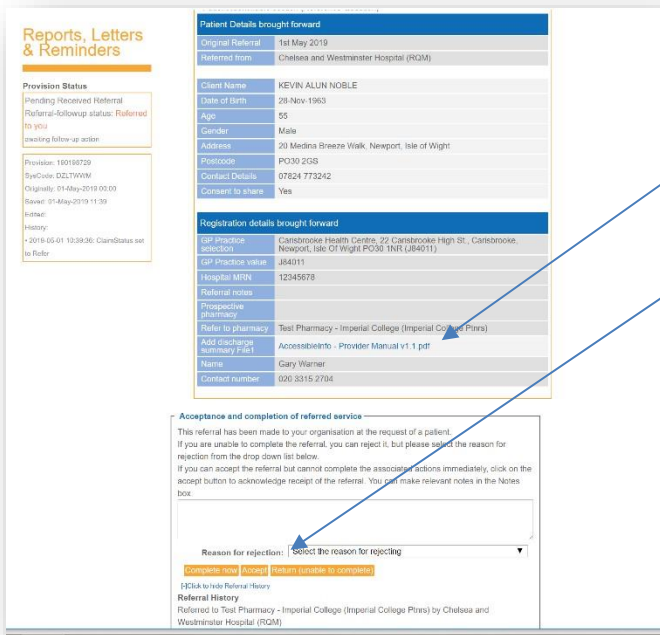 Reports, Letters
& Reminders
Provision Status
Pending Received Referral
Referral-followup status: Referred
to you
awaiting follow-up action
Provision: 180198729
SysCode: DZLTWWM
Originally: 01-May-2019 00:00
Saved: 01-May-2019 11:39
Edited:
History:
• 2019-05-01 10:39:36: ClaimStatus set
to Refer
Patient Details brought forward
Original Referral 1st May 2019
Referred from Chelsea and Westminster Hospital (RQM)
Client Name KEVIN ALUN NOBLE
Date of Birth 28-Nov-1963
Age 55
Gender Male
Address 20 Medina Breeze Walk, Newport, Isle of Wight
Postcode PO30 2GS
Contact Details 07824 773242
Consent to share Yes
Registration details brought forward
GP Practice selection Carisbrooke Health Centre, 22 Carisbrooke High St., Carisbrooke,
Newport, Isle Of Wight PO30 1NR (J84011)
GP Practice value J84011
Hospital MRN 12345678
Referral notes
Prospective
pharmacy
Refer to pharmacy Test Pharmacy - Imperial College (Imperial College Ptnrs)
Add discharge
summary File1 AccessibleInfo - Provider Manual v1.1.pdf
Name Gary Warner
Contact number 020 3315 2704
Acceptance and completion of referred service
This referral has been made to your organisation at the request of a patient.
If you are unable to complete the referral, you can reject it, but please select the reason for
rejection from the drop down list below.
If you can accept the referral but cannot complete the associated actions immediately, click on the
accept button to acknowledge receipt of the referral. You can make relevant notes in the Notes
box.
Reason for rejection: Select the reason for rejecting
Complete now Accept Return (unable to complete)
[-]Click to hide Referral History
Referral History
Referred to Test Pharmacy - Imperial College (Imperial College Ptnrs) by Chelsea and
Westminster Hospital (RQM)